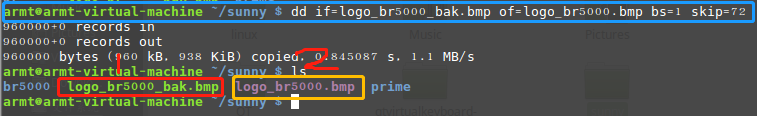 armt@armt-virtual-machine ~/sunny $ dd if=logo_br5000_bak.bmp of=logo_br5000.bmp bs=1 skip=72
960000+0 records in
960000+0 records out
960000 bytes (960 kB, 938 KiB) copied, 0.845087 s, 1.1 MB/s
armt@armt-virtual-machine ~/sunny $ ls
br5000 logo_br5000_bak.bmp logo_br5000.bmp prime
armt@armt-virtual-machine ~/sunny $
1
2